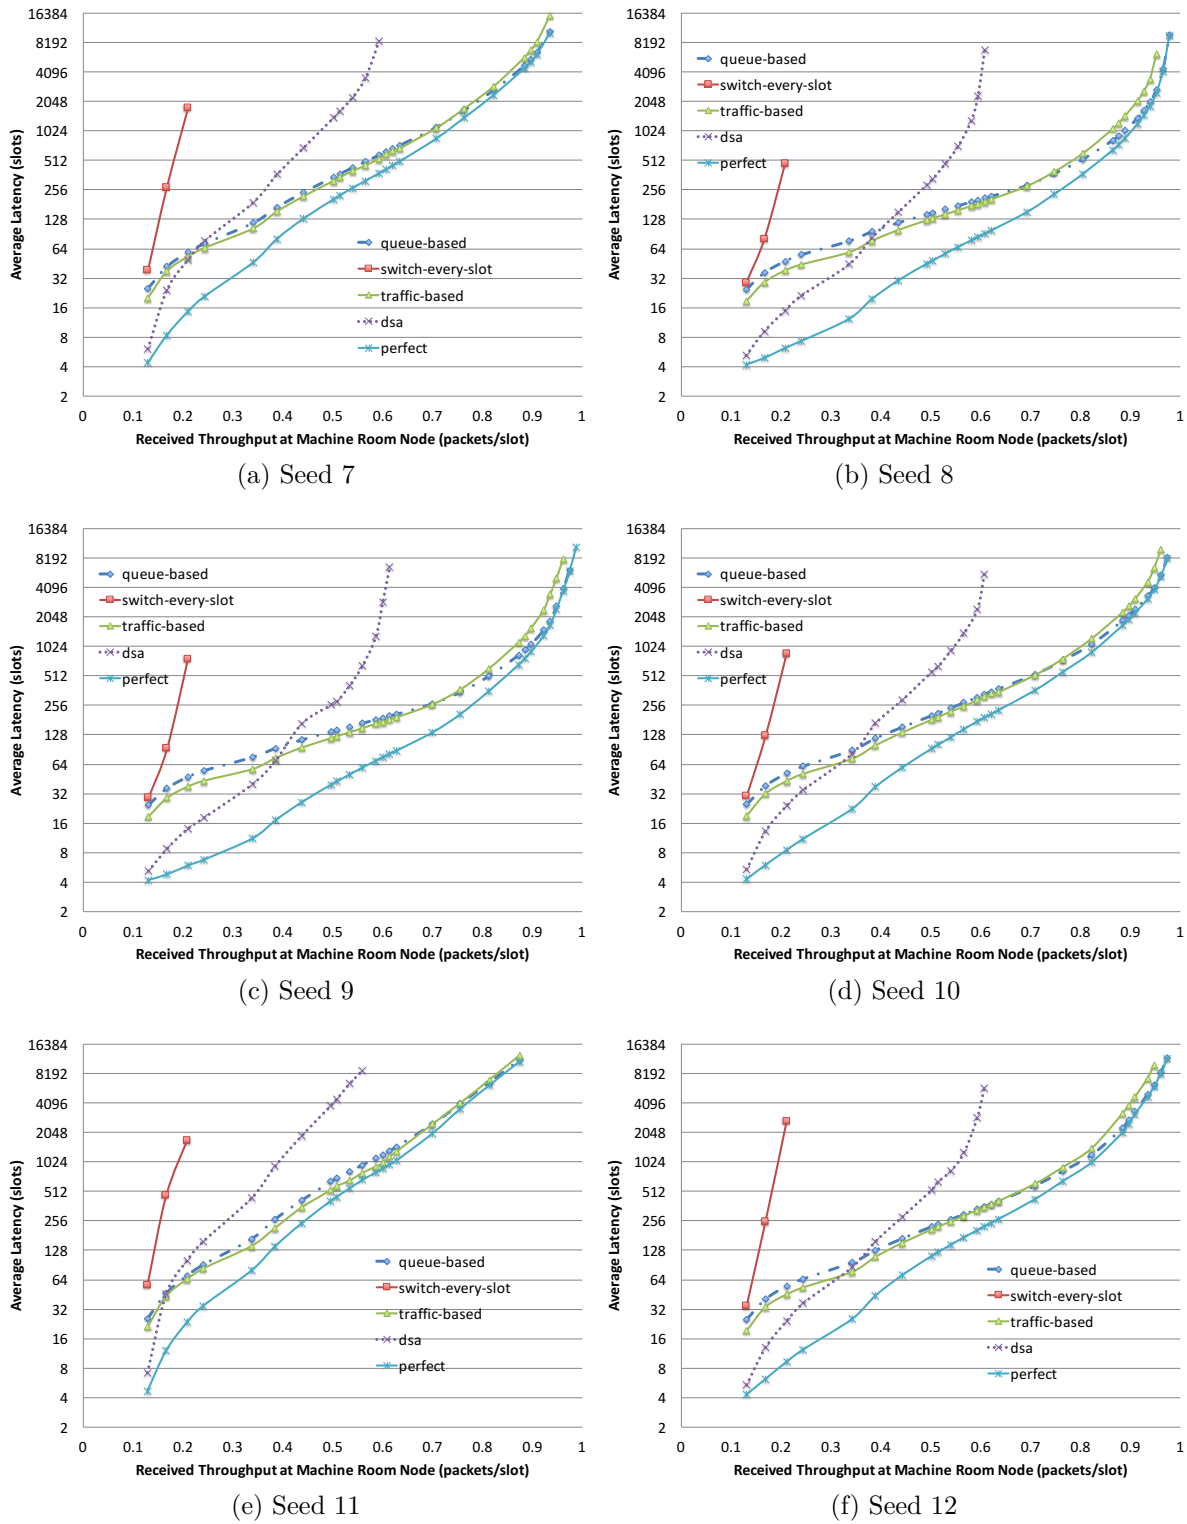 16384
8192
4096
2048
1024
512
256
128
64
32
16
8
4
2
Average Latency (slots)
queue-based
switch-every-slot
traffic-based
dsa
perfect
0 0.1 0.2 0.3 0.4 0.5 0.6 0.7 0.8 0.9 1
Received Throughput at Machine Room Node (packets/slot)
(a) Seed 7
16384
8192
4096
2048
1024
512
256
128
64
32
16
8
4
2
Average Latency (slots)
queue-based
switch-every-slot
traffic-based
dsa
perfect
0 0.1 0.2 0.3 0.4 0.5 0.6 0.7 0.8 0.9 1
Received Throughput at Machine Room Node (packets/slot)
(b) Seed 8
16384
8192
4096
2048
1024
512
256
128
64
32
16
8
4
2
Average Latency (slots)
queue-based
switch-every-slot
traffic-based
dsa
perfect
0 0.1 0.2 0.3 0.4 0.5 0.6 0.7 0.8 0.9 1
Received Throughput at Machine Room Node (packets/slot)
(c) Seed 9
16384
8192
4096
2048
1024
512
256
128
64
32
16
8
4
2
Average Latency (slots)
queue-based
switch-every-slot
traffic-based
dsa
perfect
0 0.1 0.2 0.3 0.4 0.5 0.6 0.7 0.8 0.9 1
Received Throughput at Machine Room Node (packets/slot)
(d) Seed 10
16384
8192
4096
2048
1024
512
256
128
64
32
16
8
4
2
Average Latency (slots)
queue-based
switch-every-slot
traffic-based
dsa
perfect
0 0.1 0.2 0.3 0.4 0.5 0.6 0.7 0.8 0.9 1
Received Throughput at Machine Room Node (packets/slot)
(e) Seed 11
16384
8192
4096
2048
1024
512
256
128
64
32
16
8
4
2
Average Latency (slots)
queue-based
switch-every-slot
traffic-based
dsa
perfect
0 0.1 0.2 0.3 0.4 0.5 0.6 0.7 0.8 0.9 1
Received Throughput at Machine Room Node (packets/slot)
(f) Seed 12